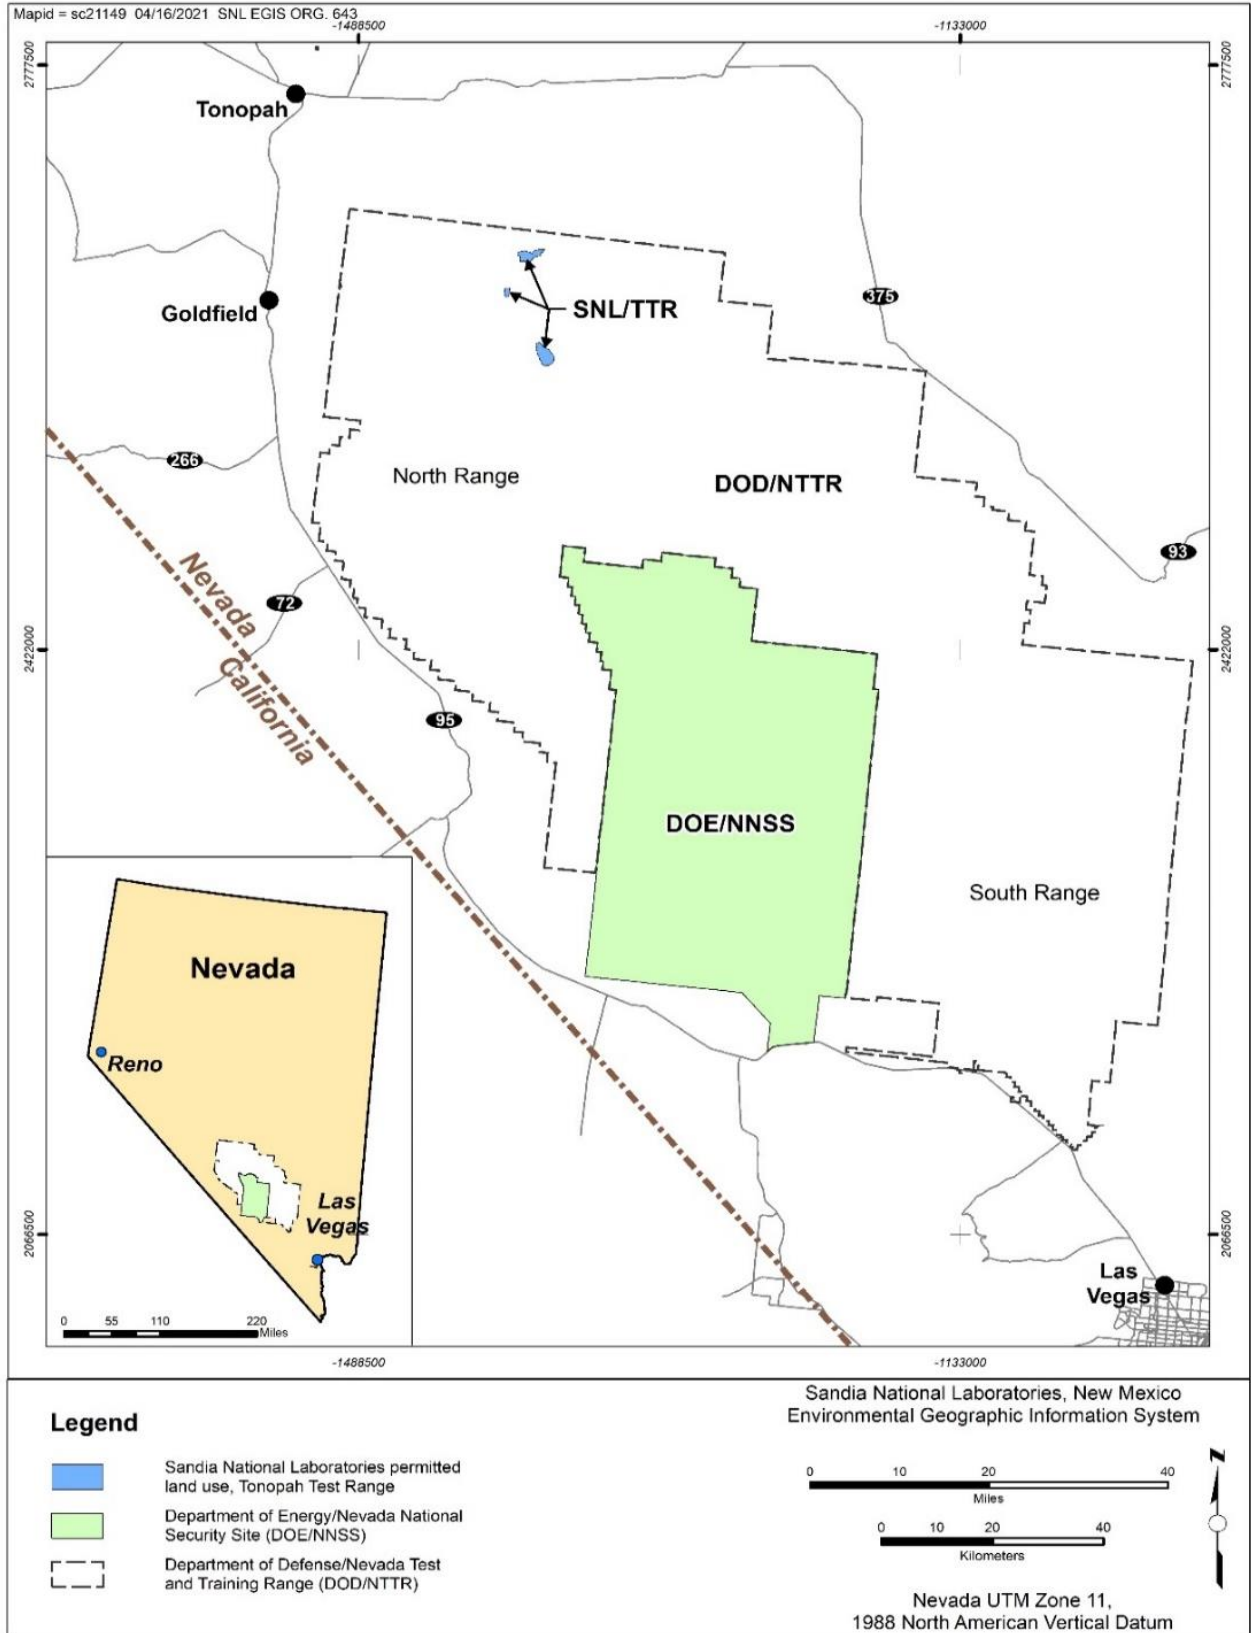 Mapid = sc21149 04/16/2021 SNL EGIS ORG. 643
-1488500
-1133000
2777500
2777500
Tonopah
SNL/TTR
375
Goldfield
266
North Range
DOD/NTTR
93
Nevada
72
2422000
2422000
California
95
DOE/NNSS
South Range
Nevada
Reno
Las
Vegas
2066500
2066500
Las
Vegas
0 55 110 220
Miles
-1488500
-1133000
Legend
Sandia National Laboratories permitted
land use, Tonopah Test Range
Department of Energy/Nevada National
Security Site (DOE/NNSS)
Department of Defense/Nevada Test
and Training Range (DOD/NTTR)
Sandia National Laboratories, New Mexico
Environmental Geographic Information System
0 10 20 40
Miles
0 10 20 40
Kilometers
N
Nevada UTM Zone 11,
1988 North American Vertical Datum